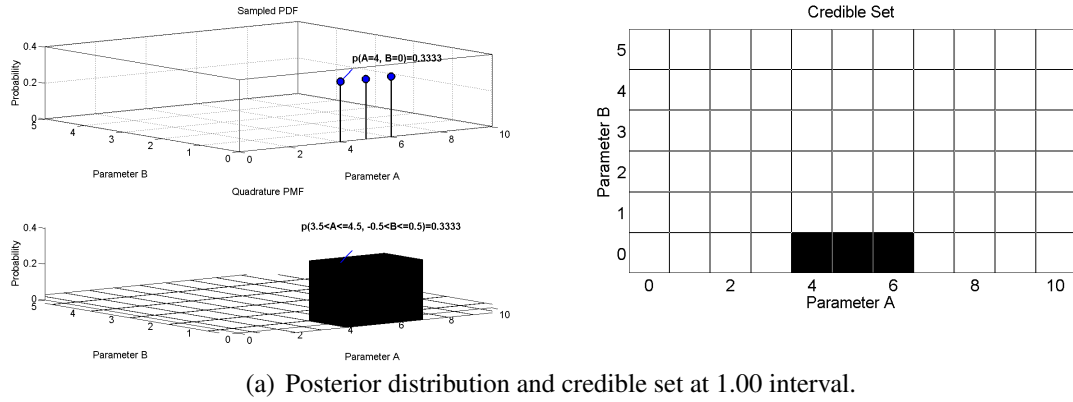 Sampled PDF
p(A=4, B=0)=0.3333
0.4
0.2
0
Probability
5
4
3
2
1
0
0
2
4
6
8
10
Parameter B
Parameter A
Quadrature PMF
p(3.5<A<=4.5, -0.5<B<=0.5)=0.3333
0.4
0.2
0
Probability
5
4
3
2
1
0
0
2
4
6
8
10
Parameter B
Parameter A
Credible Set
5
4
3
2
1
0
Parameter B
0 2 4 6 8 10
Parameter A
(a) Posterior distribution and credible set at 1.00 interval.